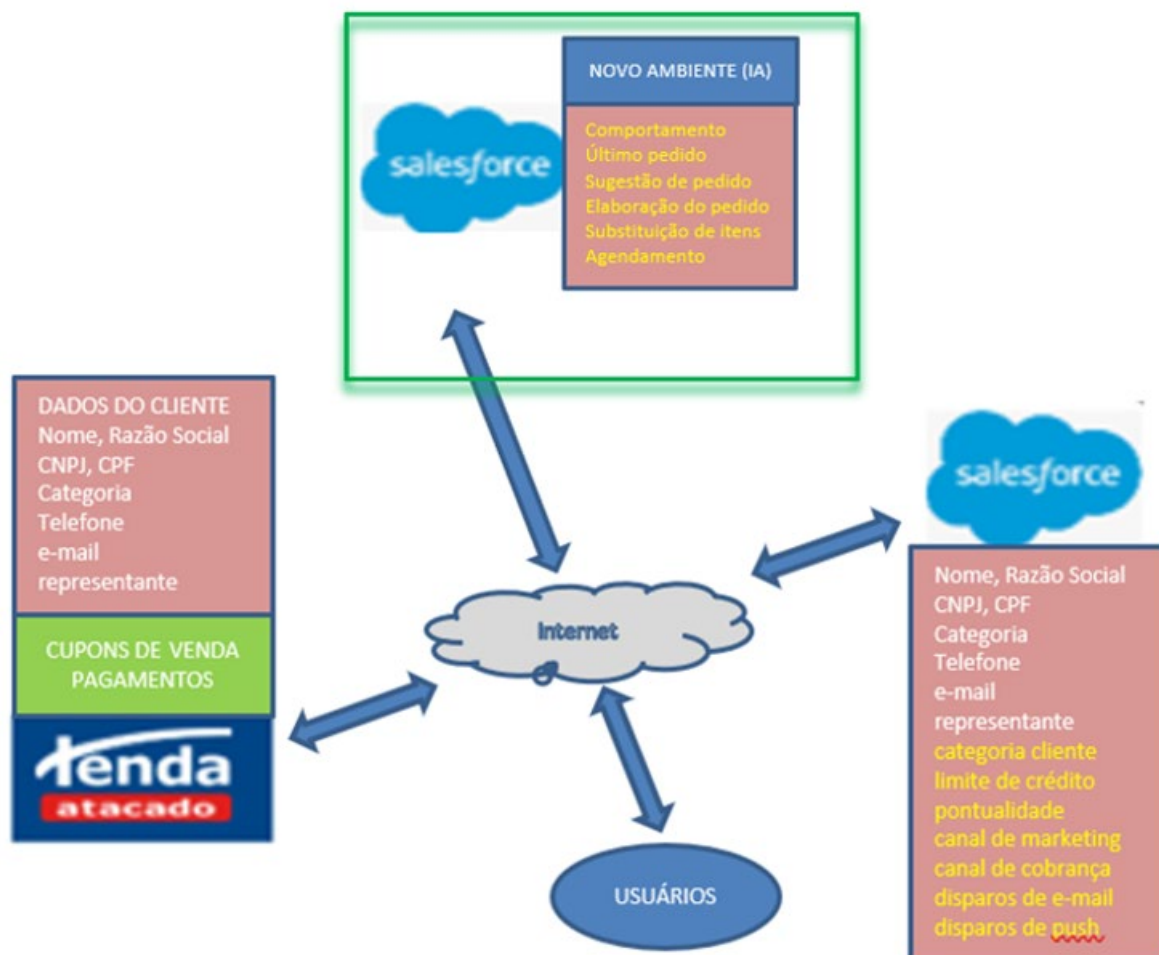 NOVO AMBIENTE (IA)
salesforce
Comportamento
Último pedido
Sugestão de pedido
Elaboração do pedido
Substituição de itens
Agendamento
DADOS DO CLIENTE
Nome, Razão Social
CNPJ, CPF
Categoria
Telefone
e-mail
representante
CUPONS DE VENDA
PAGAMENTOS
tenda
atacado
Internet
USUÁRIOS
salesforce
Nome, Razão Social
CNPJ, CPF
Categoria
Telefone
e-mail
representante
categoria cliente
limite de crédito
pontualidade
canal de marketing
canal de cobrança
disparos de e-mail
disparos de push